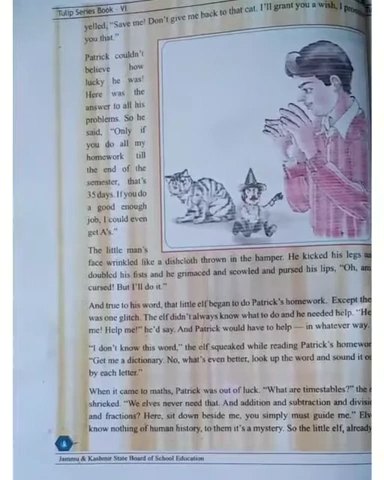 Tulip Series Book - VI
yelled, "Save me! Don't give me back to that cat. I'll grant you a wish, I
you that."
Patrick couldn't
believe how
lucky he was!
Here was the
answer to all his
problems. So he
said, "Only if
you do all my
homework till
the end of the
semester, that's
35 days. If you do
a good enough
job, I could even
get A's."
The little man's
face wrinkled like a dishcloth thrown in the hamper. He kicked his legs
doubled his fists and he grimaced and scowled and pursed his lips, "Oh, am
cursed! But I'll do it."
And true to his word, that little elf began to do Patrick's homework. Except the
was one glitch. The elf didn't always know what to do and he needed help. "He
me! Help me!" he'd say. And Patrick would have to help — in whatever way.
"I don't know this word," the elf squeaked while reading Patrick's homewor
"Get me a dictionary. No, what's even better, look up the word and sound it o
by each letter."
When it came to maths, Patrick was out of luck. "What are timestables?" the
shrieked. "We elves never need that. And addition and subtraction and divisi
and fractions? Here, sit down beside me, you simply must guide me." Elv
know nothing of human history, to them it's a mystery. So the little elf, already
Jammu & Kashmir State Board of School Education